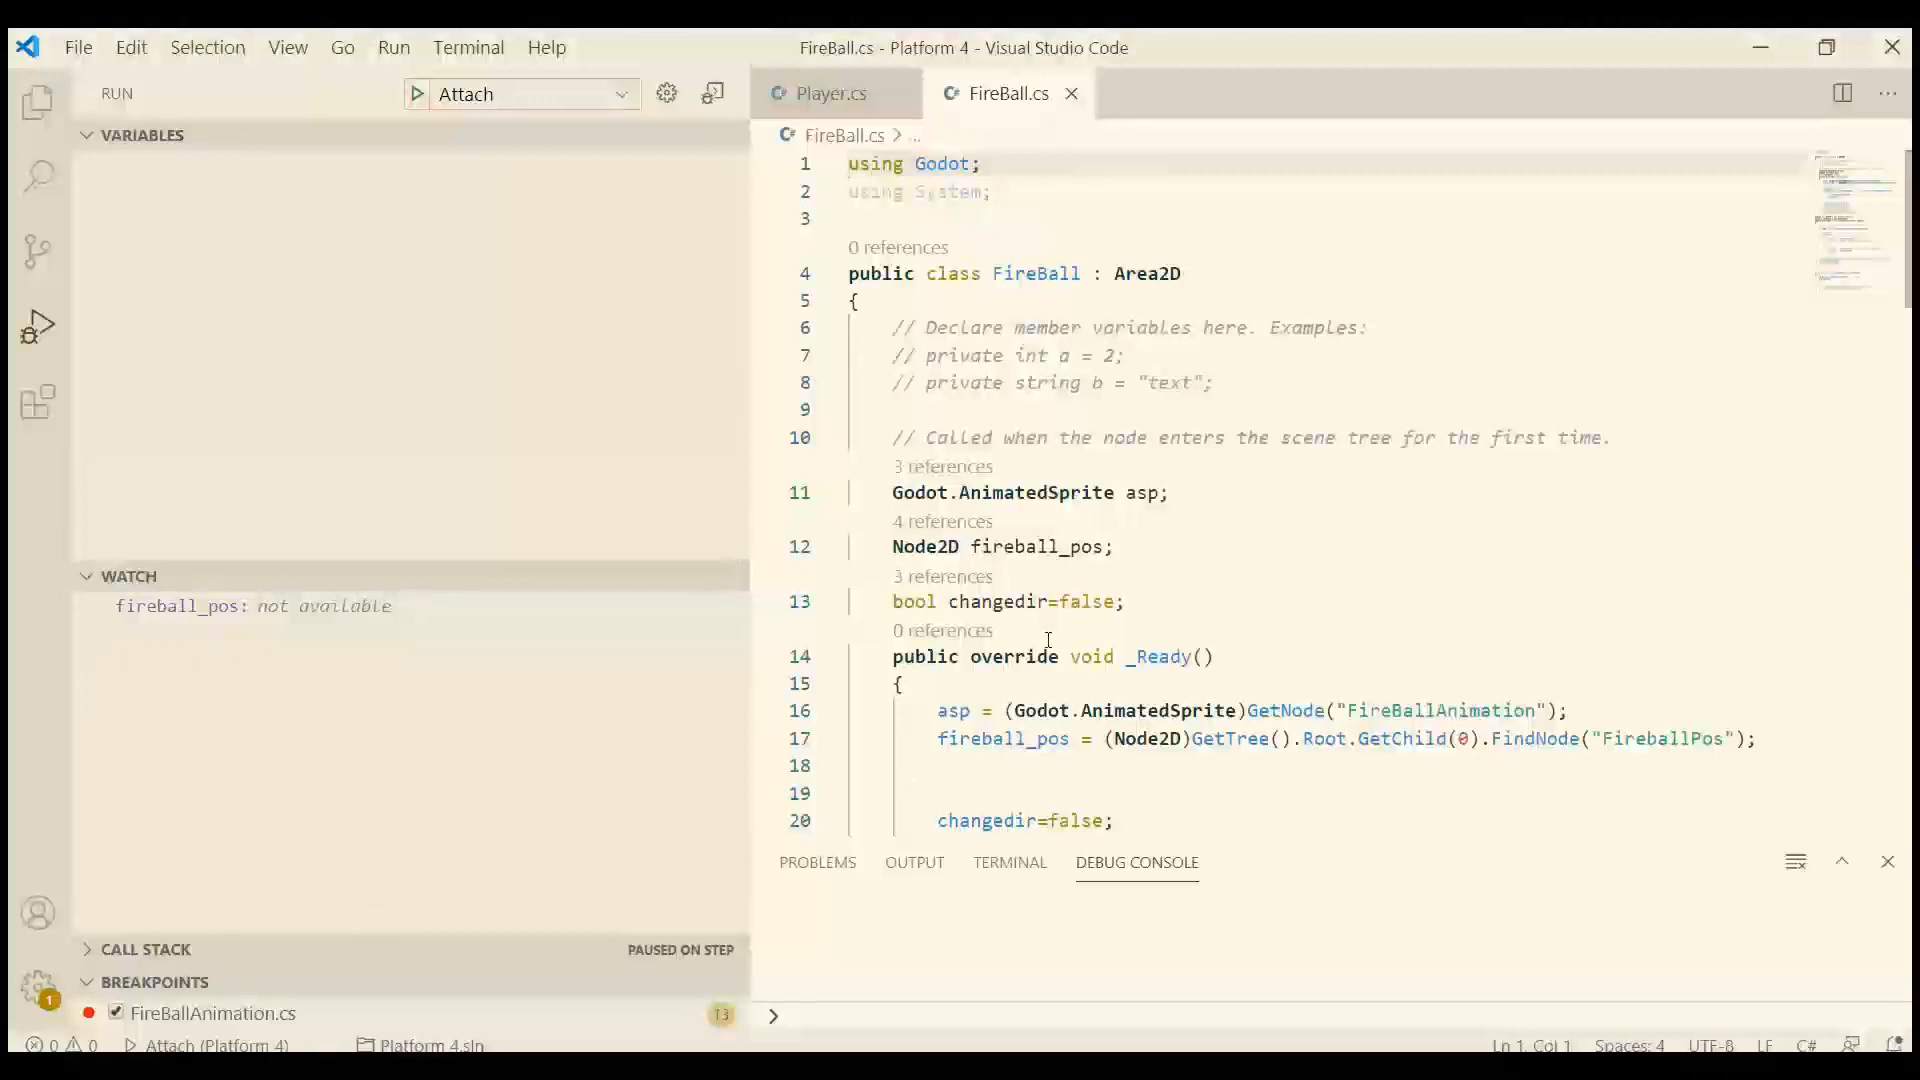 File Edit Selection View Go Run Terminal Help
FireBall.cs - Platform 4 - Visual Studio Code
RUN
Attach
VARIABLES
WATCH
fireball_pos: not available
CALL STACK
PAUSED ON STEP
BREAKPOINTS
FireBallAnimation.cs
13
1
Player.cs
FireBall.cs
FireBall.cs > ...
1 using Godot;
2 using System;
3
0 references
4 public class FireBall : Area2D
5 {
6 // Declare member variables here. Examples:
7 // private int a = 2;
8 // private string b = "text";
9
10 // Called when the node enters the scene tree for the first time.
3 references
11 Godot.AnimatedSprite asp;
4 references
12 Node2D fireball_pos;
3 references
13 bool changedir=false;
0 references
14 public override void _Ready()
15 {
16 asp = (Godot.AnimatedSprite)GetNode("FireBallAnimation");
17 fireball_pos = (Node2D)GetTree().Root.GetChild(0).FindNode("FireballPos");
18
19
20 changedir=false;
PROBLEMS OUTPUT TERMINAL DEBUG CONSOLE
>
0 0 Attach (Platform 4) Platform 4.sln Ln 1, Col 1 Spaces: 4 UTF-8 LF C#